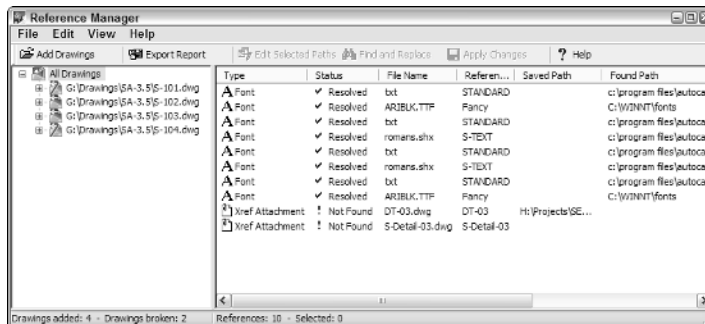 Reference Manager
File Edit View Help
Add Drawings Export Report Edit Selected Paths Find and Replace Apply Changes ? Help
All Drawings
G:\Drawings\SA-3.5\S-101.dwg
G:\Drawings\SA-3.5\S-102.dwg
G:\Drawings\SA-3.5\S-103.dwg
G:\Drawings\SA-3.5\S-104.dwg
Type Status File Name Referen... Saved Path Found Path
A Font Resolved txt STANDARD c:\program files\autoca
A Font Resolved ARIBLK.TTF Fancy C:\WINNT\fonts
A Font Resolved txt STANDARD c:\program files\autoca
A Font Resolved romans.shx S-TEXT c:\program files\autoca
A Font Resolved txt STANDARD c:\program files\autoca
A Font Resolved romans.shx S-TEXT c:\program files\autoca
A Font Resolved txt STANDARD c:\program files\autoca
A Font Resolved ARIBLK.TTF Fancy C:\WINNT\fonts
Xref Attachment ! Not Found DT-03.dwg DT-03 H:\Projects\SE...
Xref Attachment ! Not Found S-Detail-03.dwg S-Detail-03
Drawings added: 4 - Drawings broken: 2 References: 10 - Selected: 0